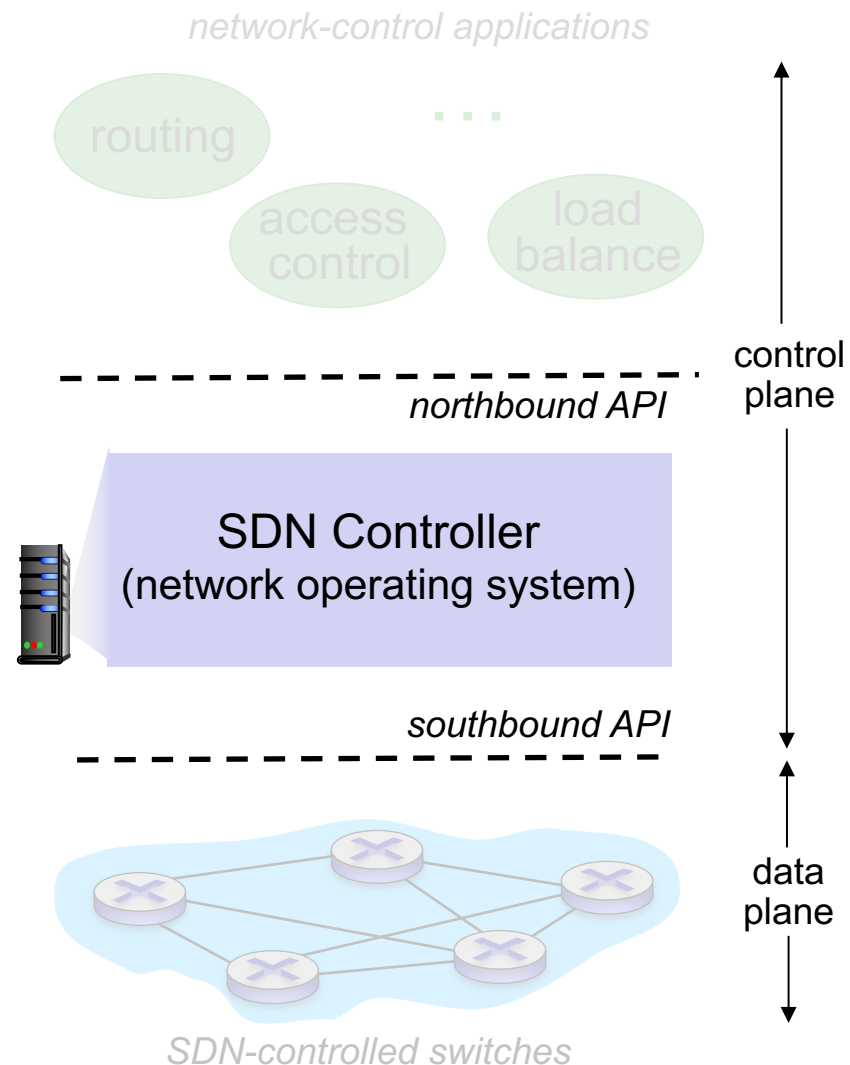 network-control applications
routing
...
access
control
load
balance
control
plane
northbound API
SDN Controller
(network operating system)
southbound API
data
plane
SDN-controlled switches